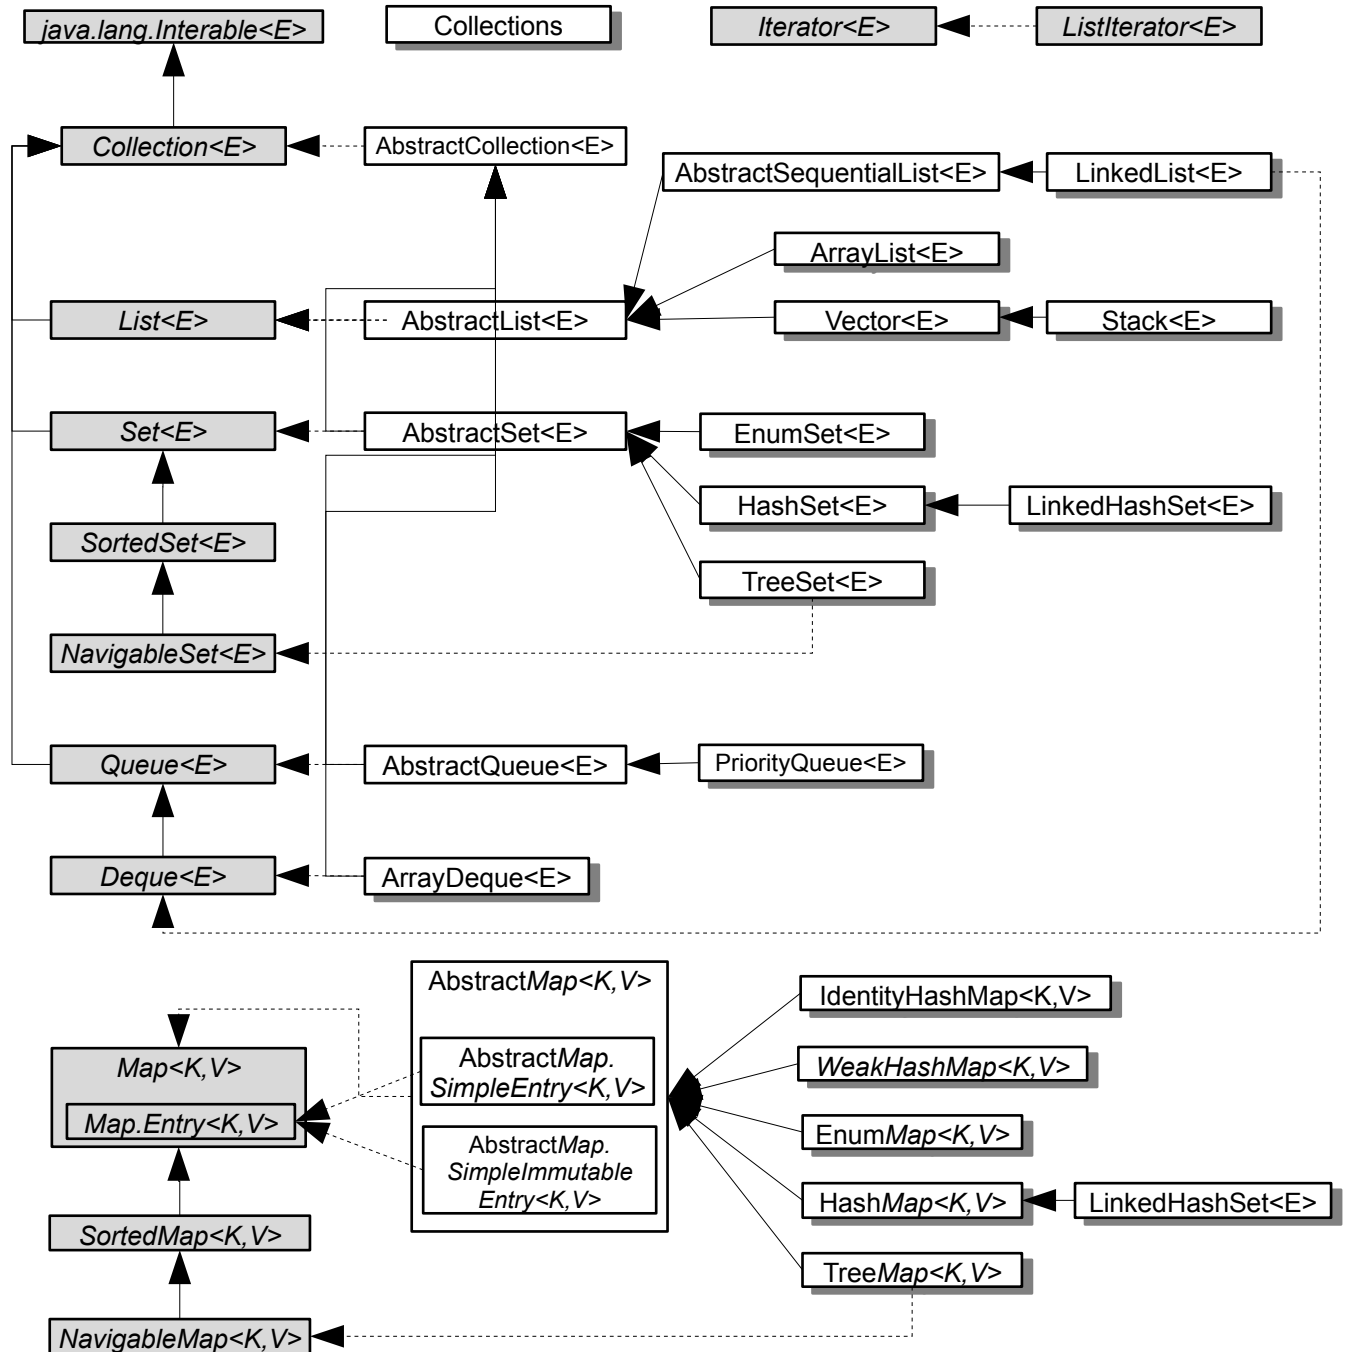 java.lang.Interable<E>
Collections
Iterator<E>
ListIterator<E>
Collection<E>
AbstractCollection<E>
AbstractSequentialList<E>
LinkedList<E>
ArrayList<E>
List<E>
AbstractList<E>
Vector<E>
Stack<E>
Set<E>
AbstractSet<E>
EnumSet<E>
HashSet<E>
LinkedHashSet<E>
SortedSet<E>
TreeSet<E>
NavigableSet<E>
Queue<E>
AbstractQueue<E>
PriorityQueue<E>
Deque<E>
ArrayDeque<E>
AbstractMap<K,V>
IdentityHashMap<K,V>
Map<K,V>
AbstractMap.
SimpleEntry<K,V>
WeakHashMap<K,V>
Map.Entry<K,V>
EnumMap<K,V>
AbstractMap.
SimpleImmutable
Entry<K,V>
HashMap<K,V>
LinkedHashSet<E>
SortedMap<K,V>
TreeMap<K,V>
NavigableMap<K,V>